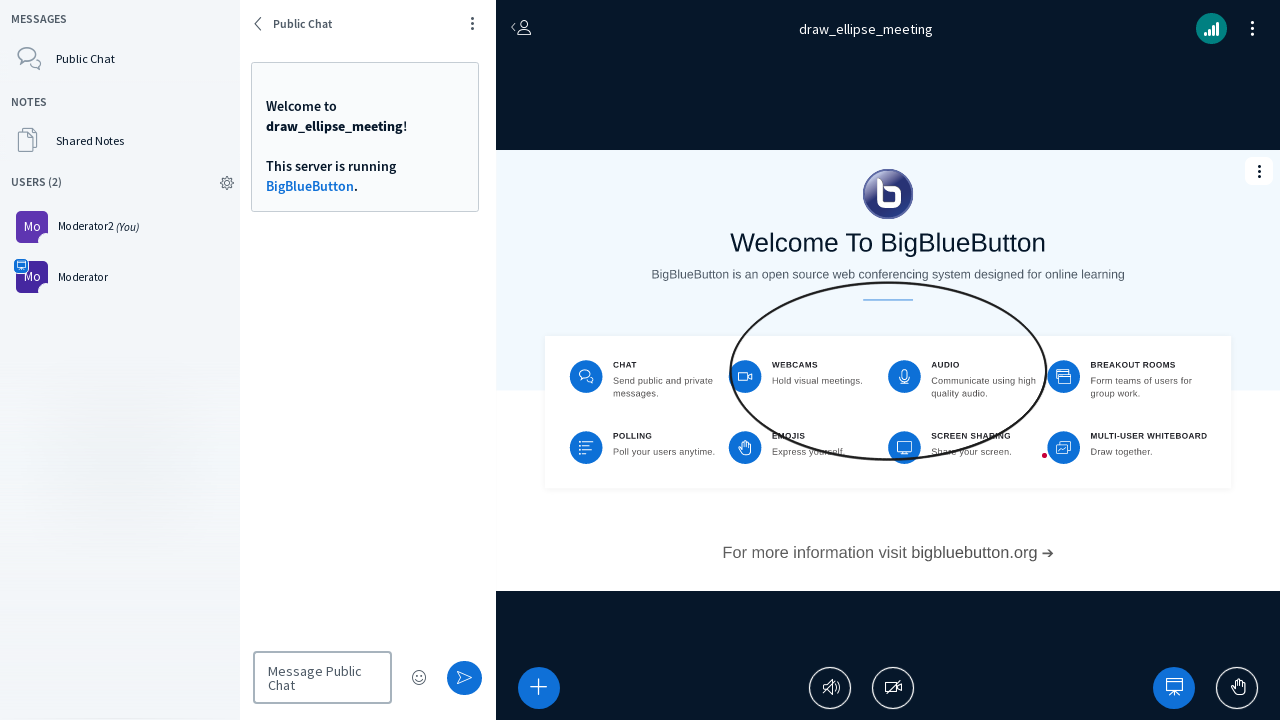 MESSAGES
Public Chat
NOTES
Shared Notes
USERS (2)
Mo
Moderator2 (You)
Mo
Moderator
Public Chat
Welcome to
draw_ellipse_meeting!
This server is running
BigBlueButton.
Message Public
Chat
draw_ellipse_meeting
b
Welcome To BigBlueButton
BigBlueButton is an open source web conferencing system designed for online learning
CHAT
Send public and private
messages.
WEBCAMS
Hold visual meetings.
AUDIO
Communicate using high
quality audio.
BREAKOUT ROOMS
Form teams of users for
group work.
POLLING
Poll your users anytime.
EMOJIS
Express yourself.
SCREEN SHARING
Share your screen.
MULTI-USER WHITEBOARD
Draw together.
For more information visit bigbluebutton.org →